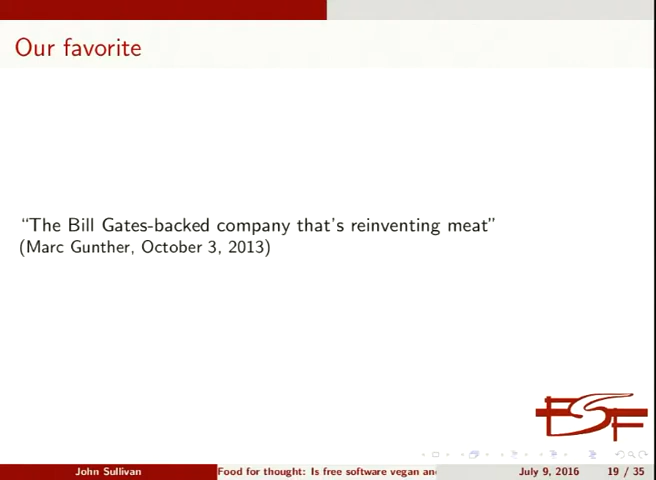 Our favorite
“The Bill Gates-backed company that’s reinventing meat”
(Marc Gunther, October 3, 2013)
FSF
John Sullivan
Food for thought: Is free software vegan an
July 9, 2016
19 / 35